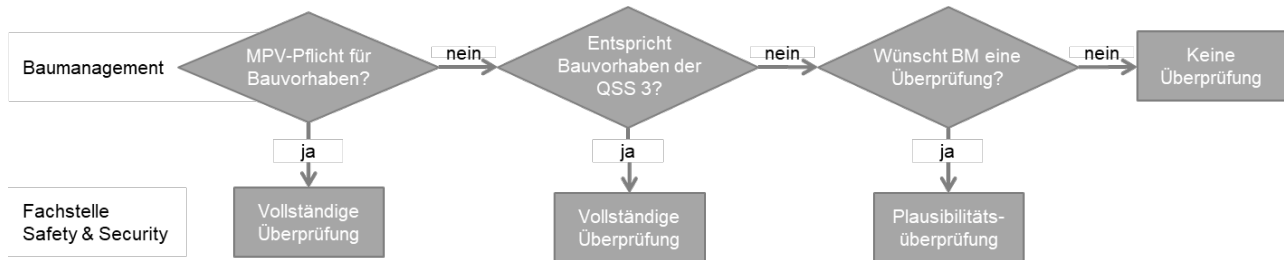 Baumanagement
MPV-Pflicht für
Bauvorhaben?
nein
Entspricht
Bauvorhaben der
QSS 3?
nein
Wünscht BM eine
Überprüfung?
nein
Keine
Überprüfung
ja
ja
ja
Fachstelle
Safety & Security
Vollständige
Überprüfung
Vollständige
Überprüfung
Plausibilitäts-
überprüfung